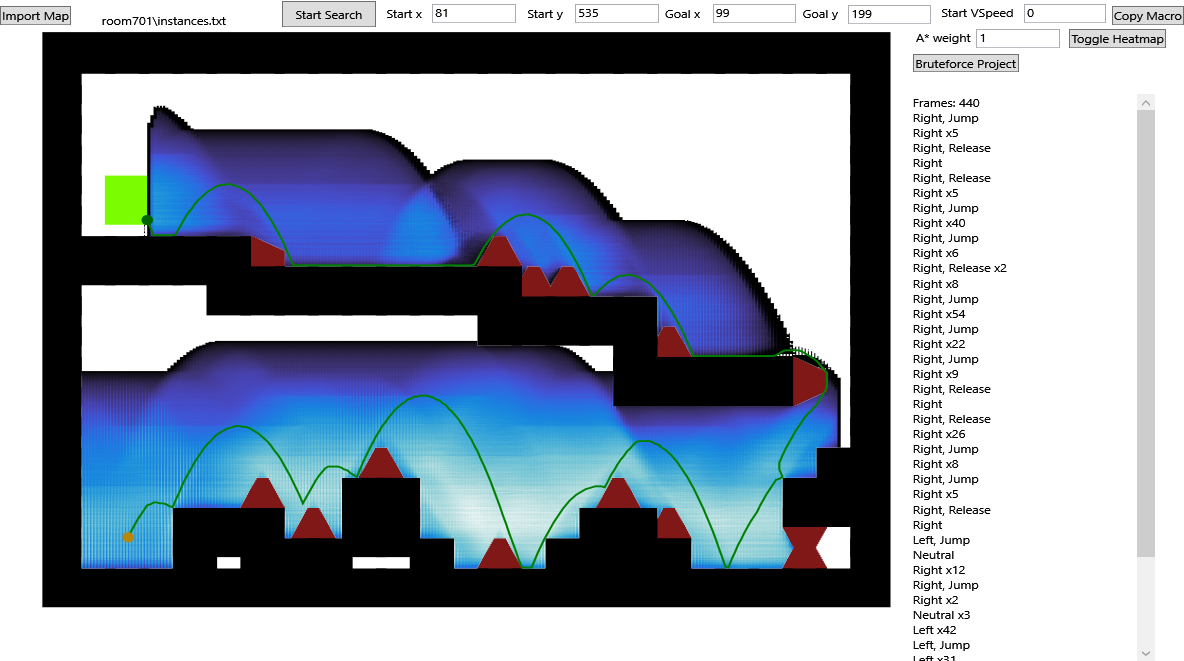 Import Map room701\instances.txt Start Search Start x 81 Start y 535 Goal x 99 Goal y 199 Start VSpeed 0 Copy Macro
A* weight 1 Toggle Heatmap
Bruteforce Project
Frames: 440
Right, Jump
Right x5
Right, Release
Right
Right, Release
Right x5
Right, Jump
Right x40
Right, Jump
Right x6
Right, Release x2
Right x8
Right, Jump
Right x54
Right, Jump
Right x22
Right, Jump
Right x9
Right, Release
Right
Right, Release
Right x26
Right, Jump
Right x8
Right, Jump
Right x5
Right, Release
Right
Left, Jump
Neutral
Right x12
Right, Jump
Right x2
Neutral x3
Left x42
Left, Jump
Left x31